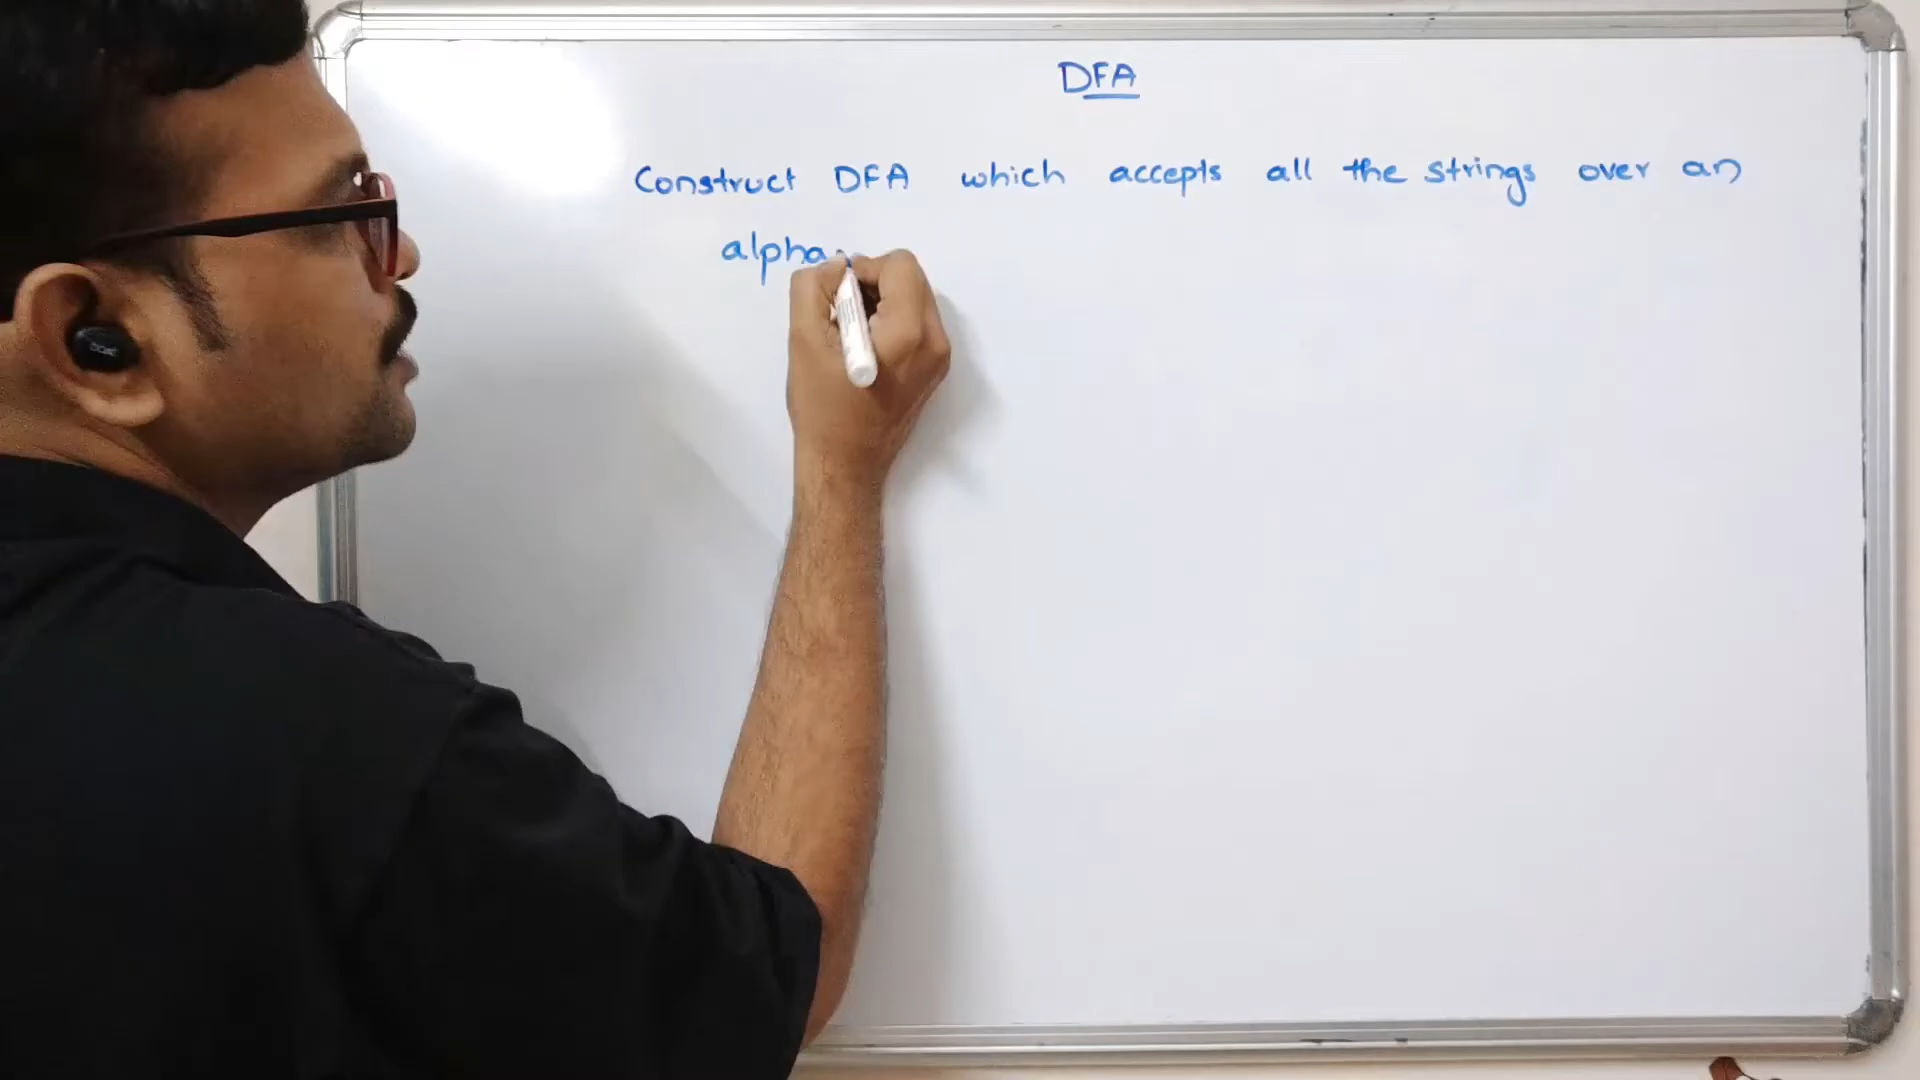 DFA
Construct DFA which accepts all the strings over an
alpha